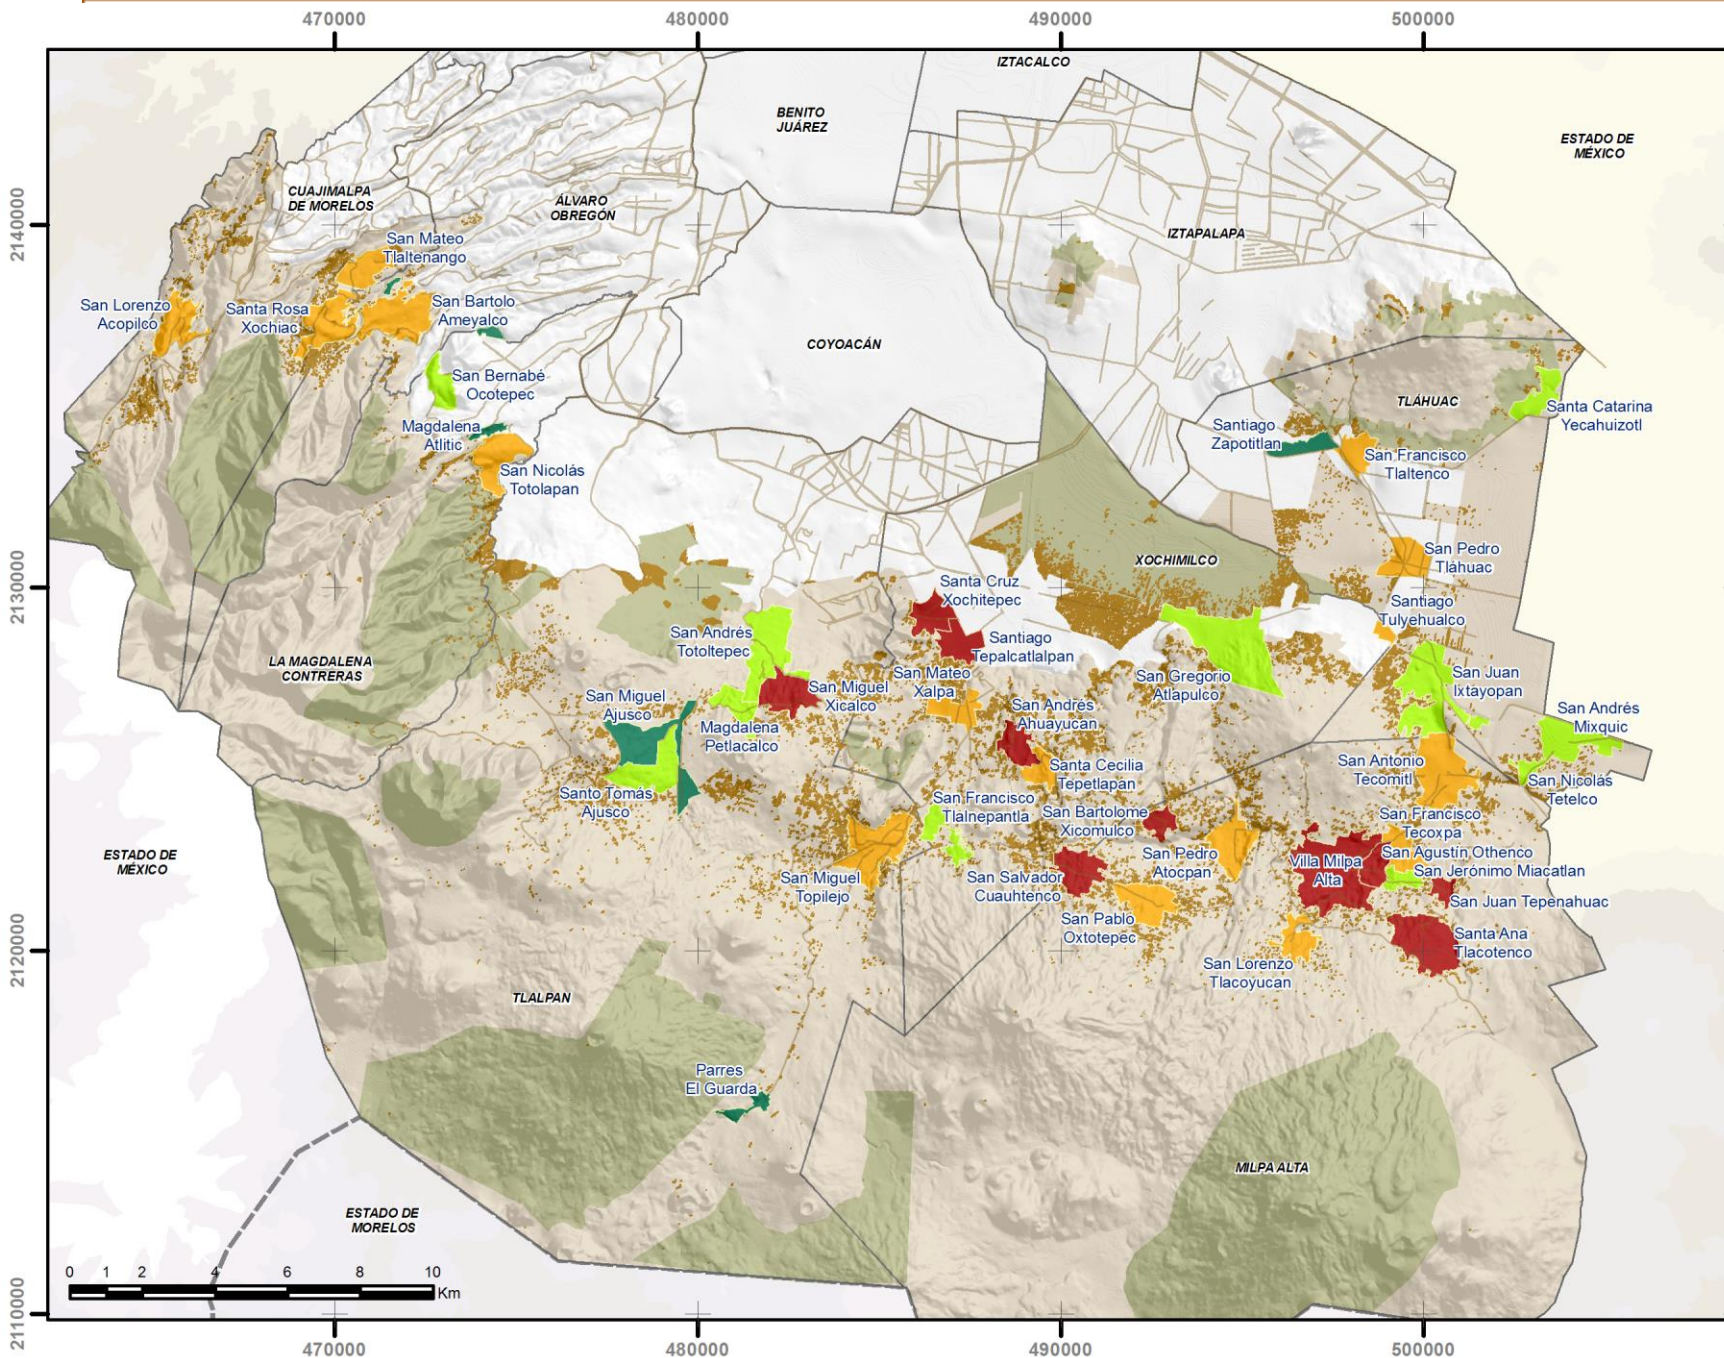 470000
480000
490000
500000
IZTACALCO
BENITO
JUÁREZ
ESTADO DE
MÉXICO
CUAJIMALPA
DE MORELOS
ÁLVARO
OBREGÓN
2140000
IZTAPALAPA
San Mateo
Tlaltenango
San Lorenzo
Acopilco
Santa Rosa
Xochiac
San Bartolo
Ameyalco
COYOACÁN
San Bernabé
Ocotepec
TLÁHUAC
Santa Catarina
Yecahuizotl
Magdalena
Atlitic
Santiago
Zapotitlan
San Francisco
Tlaltenco
San Nicolás
Totolapan
San Pedro
Tláhuac
XOCHIMILCO
2130000
Santa Cruz
Xochitepec
Santiago
Tulyehualco
San Andrés
Totoltepec
Santiago
Tepalcatlalpan
LA MAGDALENA
CONTRERAS
San Mateo
Xalpa
San Gregorio
Atlapulco
San Juan
Ixtayopan
San Miguel
Xicalco
San Miguel
Ajusco
San Andrés
Ahuayucan
San Andrés
Mixquic
Magdalena
Petlacalco
Santa Cecilia
Tepetlapan
San Antonio
Tecomitl
Santo Tomás
Ajusco
San Nicolás
Tetelco
San Francisco
Tlalnepantla
San Bartolome
Xicomulco
San Francisco
Tecoxpa
ESTADO DE
MÉXICO
San Pedro
Atocpan
Villa Milpa
Alta
San Agustín Othenco
San Jerónimo Miacatlan
San Miguel
Topilejo
San Salvador
Cuauhtenco
San Juan Tepenahuac
San Pablo
Oxtotepec
Santa Ana
Tlacotenco
2120000
San Lorenzo
Tlacoyucan
TLALPAN
Parres
El Guarda
MILPA ALTA
ESTADO DE
MORELOS
0 1 2 4 6 8 10
Km
2110000
470000
480000
490000
500000